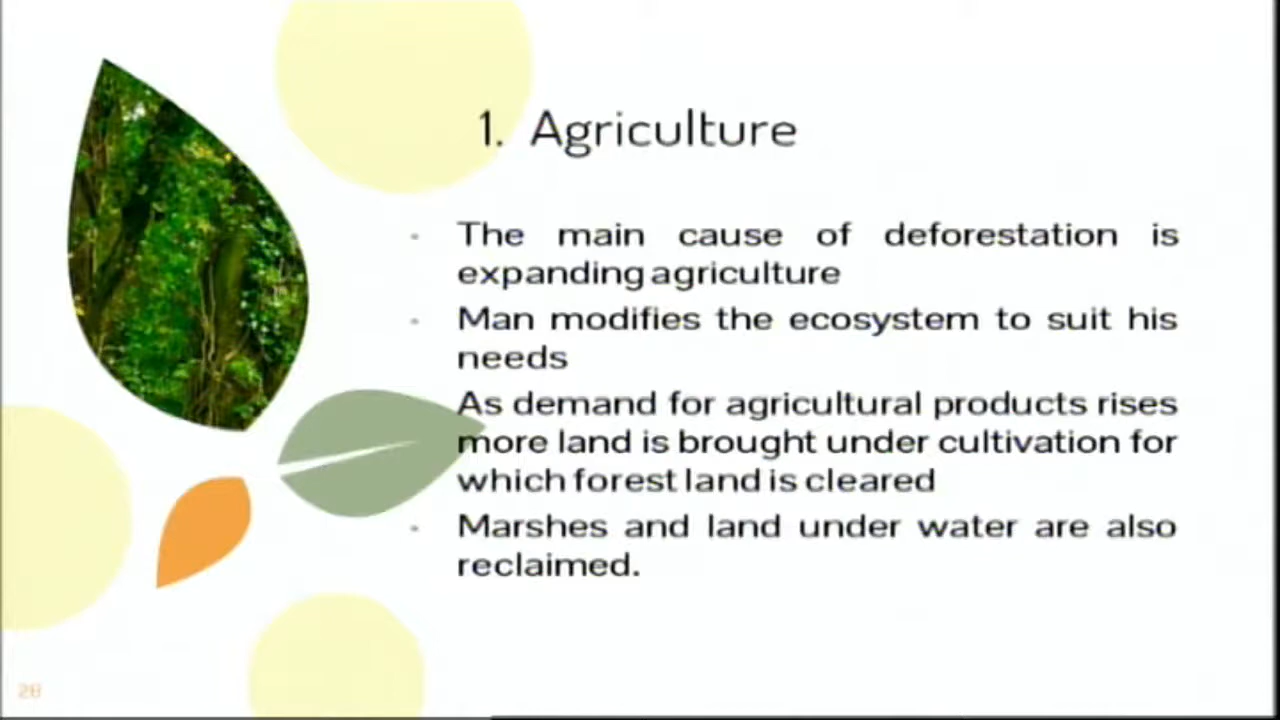 1. Agriculture
The main cause of deforestation is
expanding agriculture
Man modifies the ecosystem to suit his
needs
As demand for agricultural products rises
more land is brought under cultivation for
which forest land is cleared
Marshes and land under water are also
reclaimed.